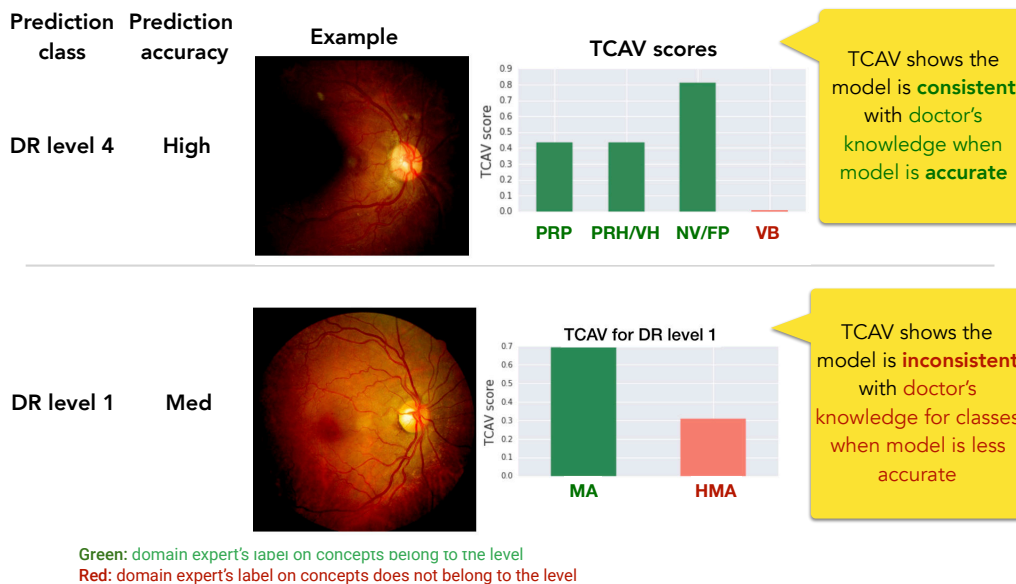 Prediction class
Prediction accuracy
Example
TCAV scores
DR level 4
High
0.9
0.8
0.7
0.6
0.5
0.4
0.3
0.2
0.1
0.0
TCAV score
PRP PRH/VH NV/FP VB
TCAV shows the
model is consistent
with doctor's
knowledge when
model is accurate
DR level 1
Med
TCAV for DR level 1
0.7
0.6
0.5
0.4
0.3
0.2
0.1
0.0
TCAV score
MA HMA
TCAV shows the
model is inconsistent
with doctor's
knowledge for classes
when model is less
accurate
Green: domain expert's label on concepts belong to the level
Red: domain expert's label on concepts does not belong to the level